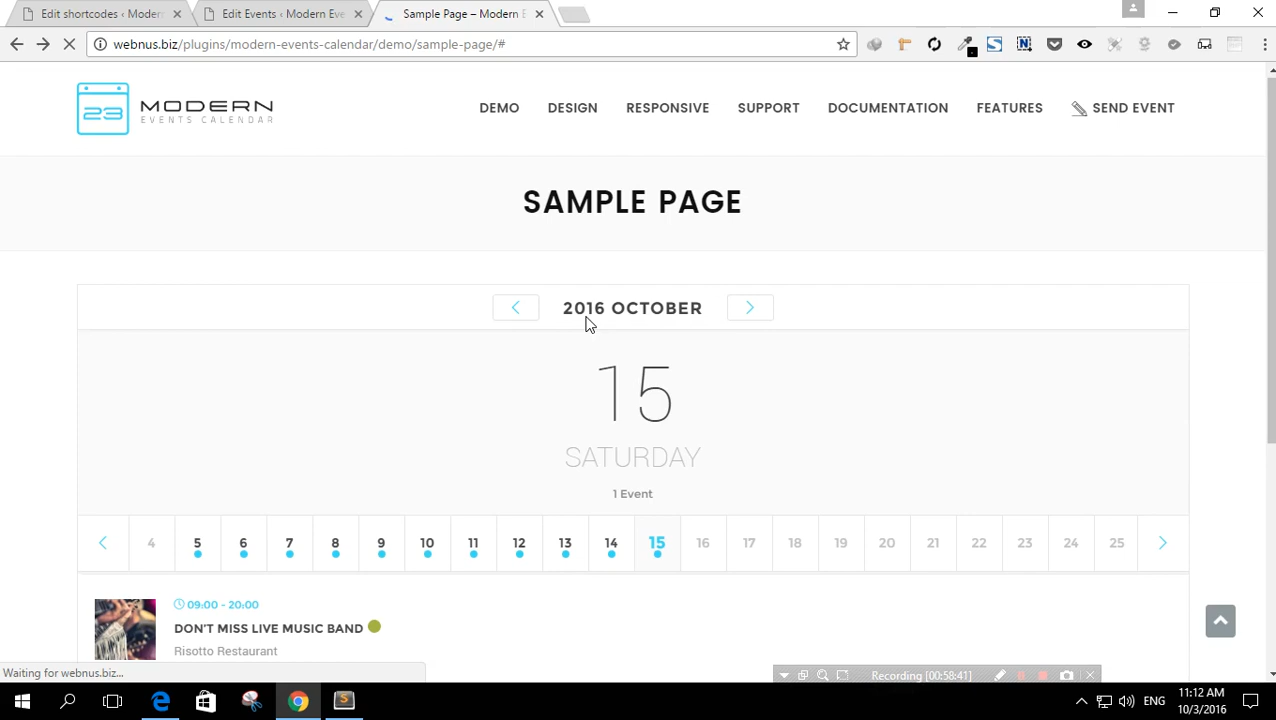 Edit shortcodes ‹ Modern
Edit Events ‹ Modern Eve
Sample Page – Modern E
webnus.biz/plugins/modern-events-calendar/demo/sample-page/#
23 MODERN
EVENTS CALENDAR
DEMO DESIGN RESPONSIVE SUPPORT DOCUMENTATION FEATURES SEND EVENT
SAMPLE PAGE
2016 OCTOBER
15
SATURDAY
1 Event
4 5 6 7 8 9 10 11 12 13 14 15 16 17 18 19 20 21 22 23 24 25
09:00 - 20:00
DON'T MISS LIVE MUSIC BAND
Risotto Restaurant
Waiting for webnus.biz...
Recording [00:58:41]
ENG
11:12 AM
10/3/2016